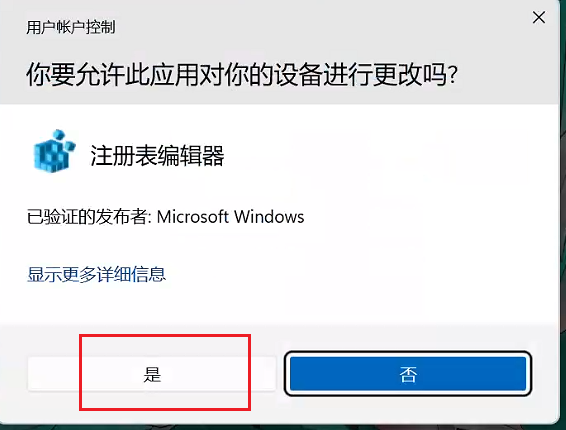 用户帐户控制
你要允许此应用对你的设备进行更改吗?
注册表编辑器
已验证的发布者: Microsoft Windows
显示更多详细信息
是
否